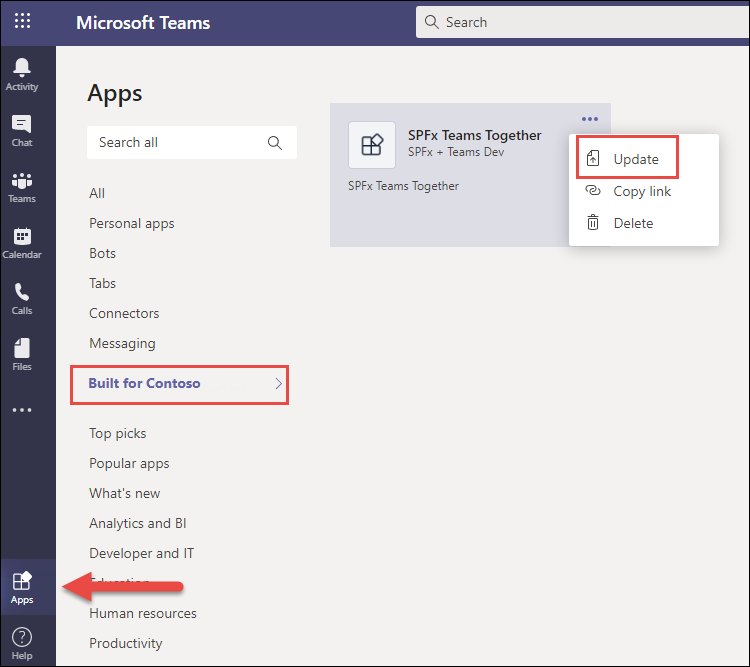 Microsoft Teams
Search
Activity
Chat
Teams
Calendar
Calls
Files
Apps
Help
Apps
Search all
All
Personal apps
Bots
Tabs
Connectors
Messaging
Built for Contoso
Top picks
Popular apps
What's new
Analytics and BI
Developer and IT
Education
Human resources
Productivity
SPFx Teams Together
SPFx + Teams Dev
SPFx Teams Together
Update
Copy link
Delete